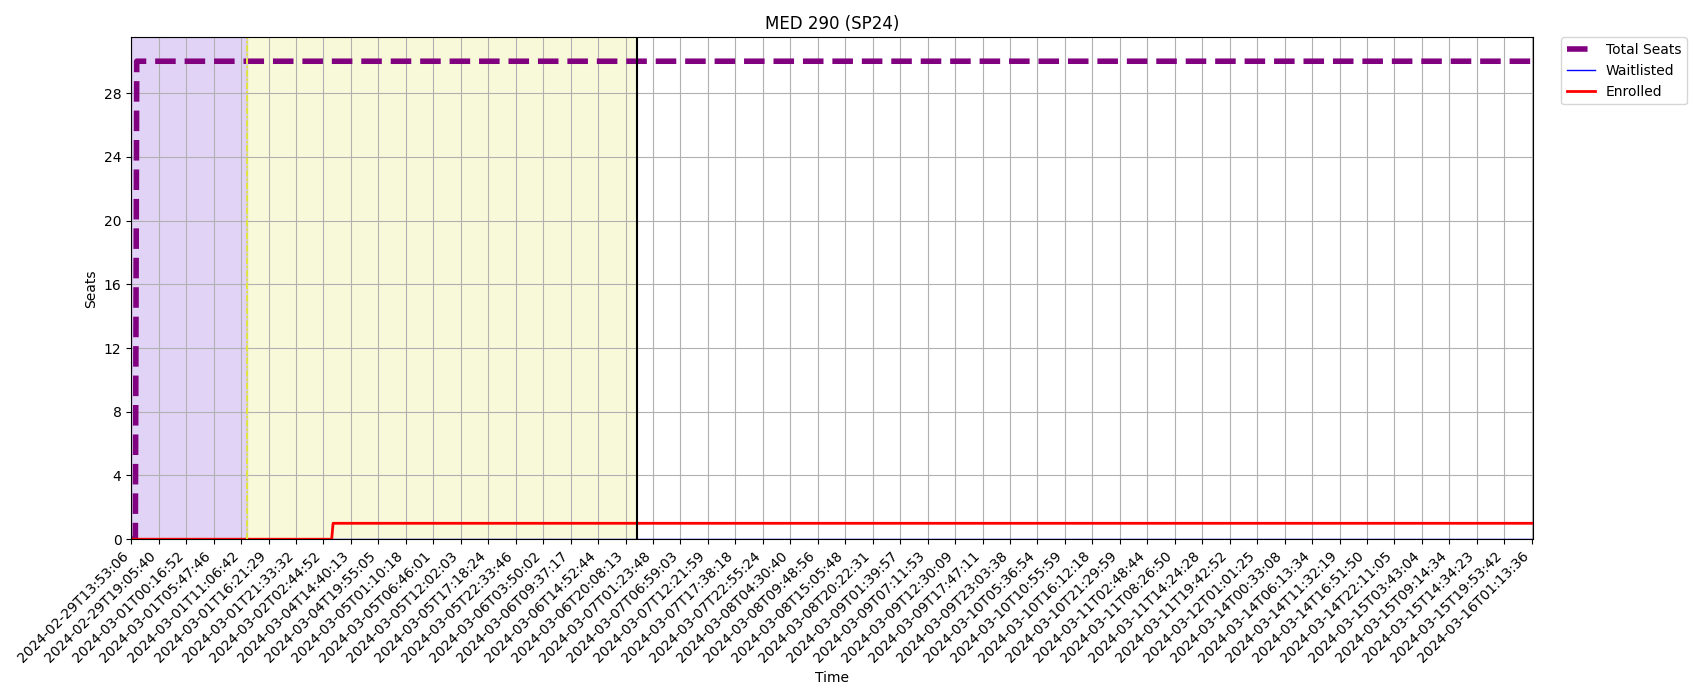 MED 290 (SP24)
Total Seats
Waitlisted
Enrolled
28
24
20
16
12
8
4
0
Seats
2024-02-29T13:53:06
2024-02-29T19:05:40
2024-03-01T00:16:52
2024-03-01T05:47:46
2024-03-01T11:06:42
2024-03-01T16:21:29
2024-03-01T21:33:32
2024-03-02T02:44:52
2024-03-04T14:40:13
2024-03-04T19:55:05
2024-03-05T01:10:18
2024-03-05T06:46:01
2024-03-05T12:02:03
2024-03-05T17:18:24
2024-03-05T22:33:46
2024-03-06T03:50:02
2024-03-06T09:37:17
2024-03-06T14:52:44
2024-03-06T20:08:13
2024-03-07T01:23:48
2024-03-07T06:59:03
2024-03-07T12:21:59
2024-03-07T17:38:18
2024-03-07T22:55:24
2024-03-08T04:30:40
2024-03-08T09:48:56
2024-03-08T15:05:48
2024-03-08T20:22:31
2024-03-09T01:39:57
2024-03-09T07:11:53
2024-03-09T12:30:09
2024-03-09T17:47:11
2024-03-09T23:03:38
2024-03-10T05:36:54
2024-03-10T10:55:59
2024-03-10T16:12:18
2024-03-10T21:29:59
2024-03-11T02:48:44
2024-03-11T08:26:50
2024-03-11T14:24:28
2024-03-11T19:42:52
2024-03-12T01:01:25
2024-03-14T00:33:08
2024-03-14T06:13:34
2024-03-14T11:32:19
2024-03-14T16:51:50
2024-03-14T22:11:05
2024-03-15T03:43:04
2024-03-15T09:14:34
2024-03-15T14:34:23
2024-03-15T19:53:42
2024-03-16T01:13:36
Time